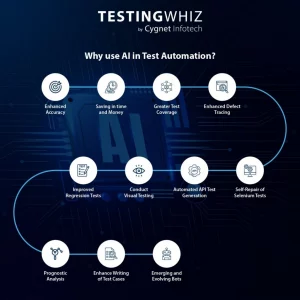 TESTINGWHIZ
by Cygnet Infotech
Why use AI in Test Automation?
Enhanced
Accuracy
Saving in time
and Money
Greater Test
Coverage
Enhanced Defect
Tracing
Improved
Regression Tests
Conduct
Visual Testing
Automated API Test
Generation
Self-Repair of
Selenium Tests
Prognostic
Analysis
Enhance Writing
of Test Cases
Emerging and
Evolving Bots
AI